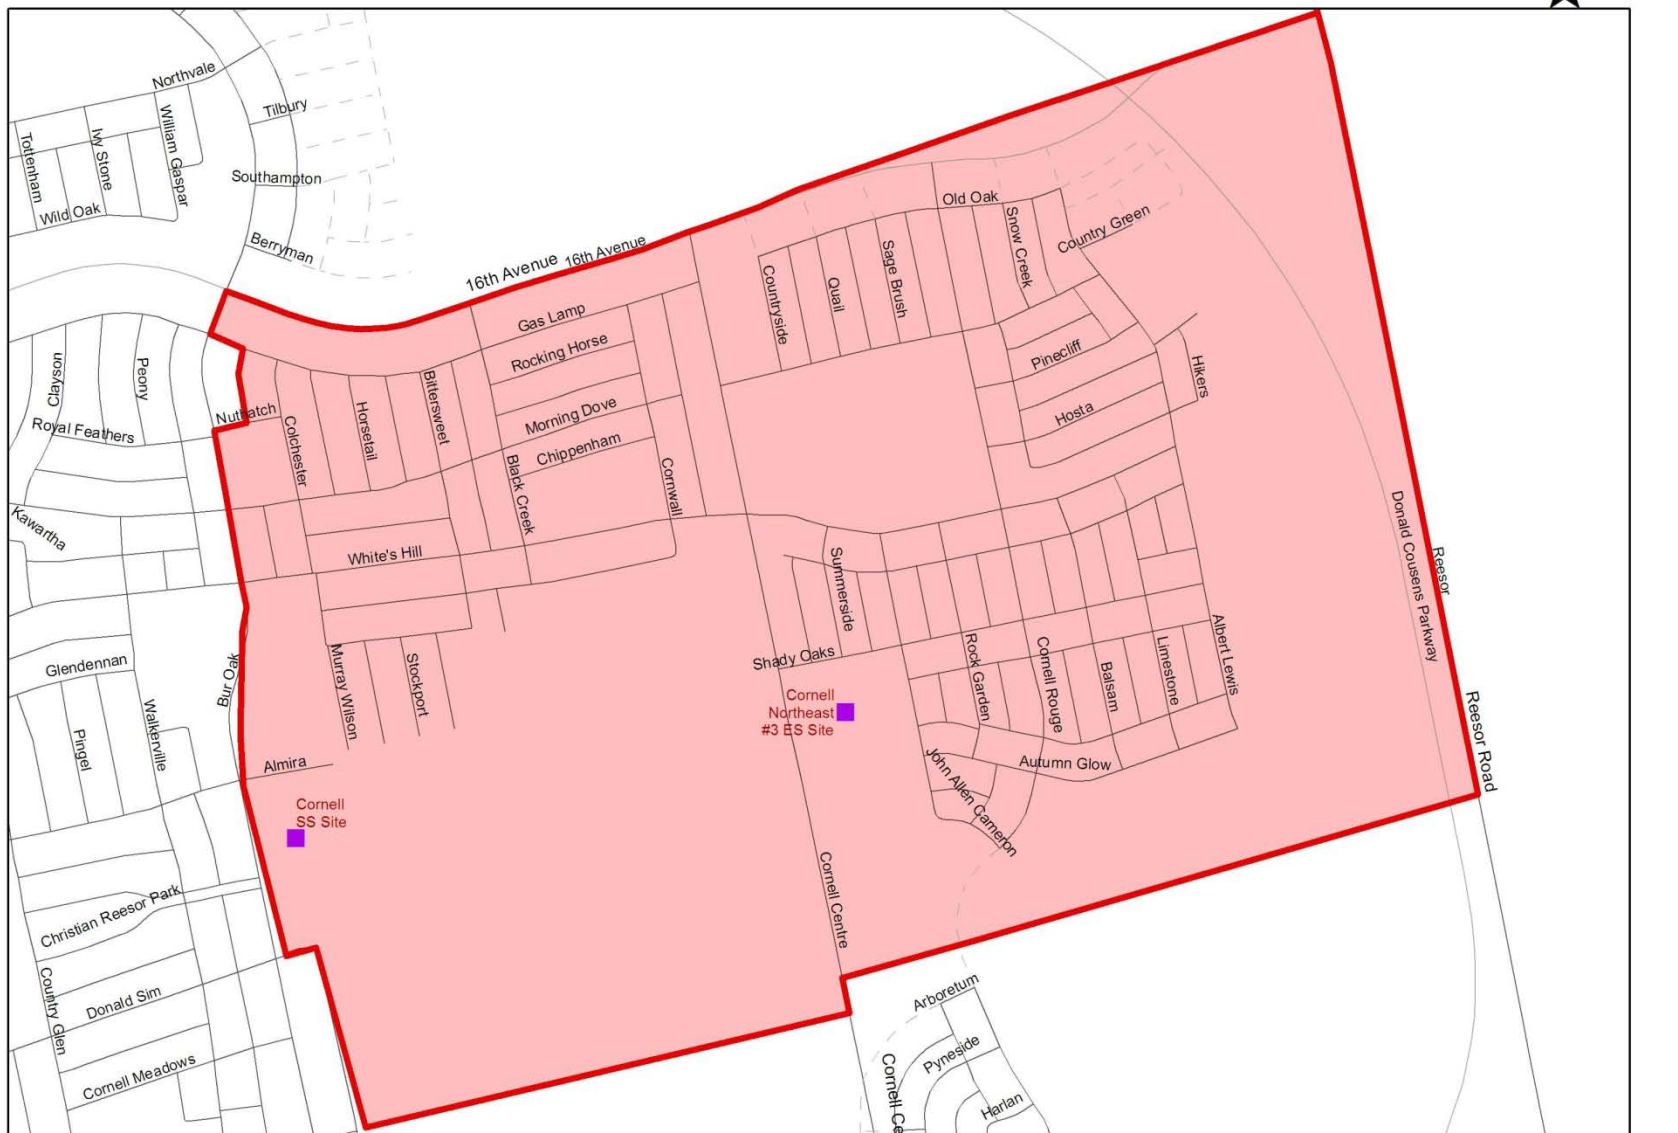 Northvale
Tilbury
Tottenham
Ivy Stone
William Gaspar
Southampton
Wild Oak
Berryman
16th Avenue
16th Avenue
Old Oak
Snow Creek
Country Green
Countryside
Quail
Sage Brush
Gas Lamp
Rocking Horse
Clayson
Peony
Bittersweet
Pinecliff
Hikers
Nuthatch
Royal Feathers
Colchester
Horsetail
Morning Dove
Chippenham
Hosta
Black Creek
Cornwall
Kawartha
White's Hill
Donald Cousens Parkway
Reesor
Summerside
Glendennan
Bur Oak
Murray Wilson
Stockport
Shady Oaks
Rock Garden
Cornell Rouge
Balsam
Limestone
Albert Lewis
Cornell
Northeast
#3 ES Site
Reesor Road
Pingel
Walkerville
Almira
John Allen Cameron
Autumn Glow
Cornell
SS Site
Cornell Centre
Christian Reesor Park
Country Glen
Donald Sim
Arboretum
Pyneside
Cornell Meadows
Cornell Ce
Harlan